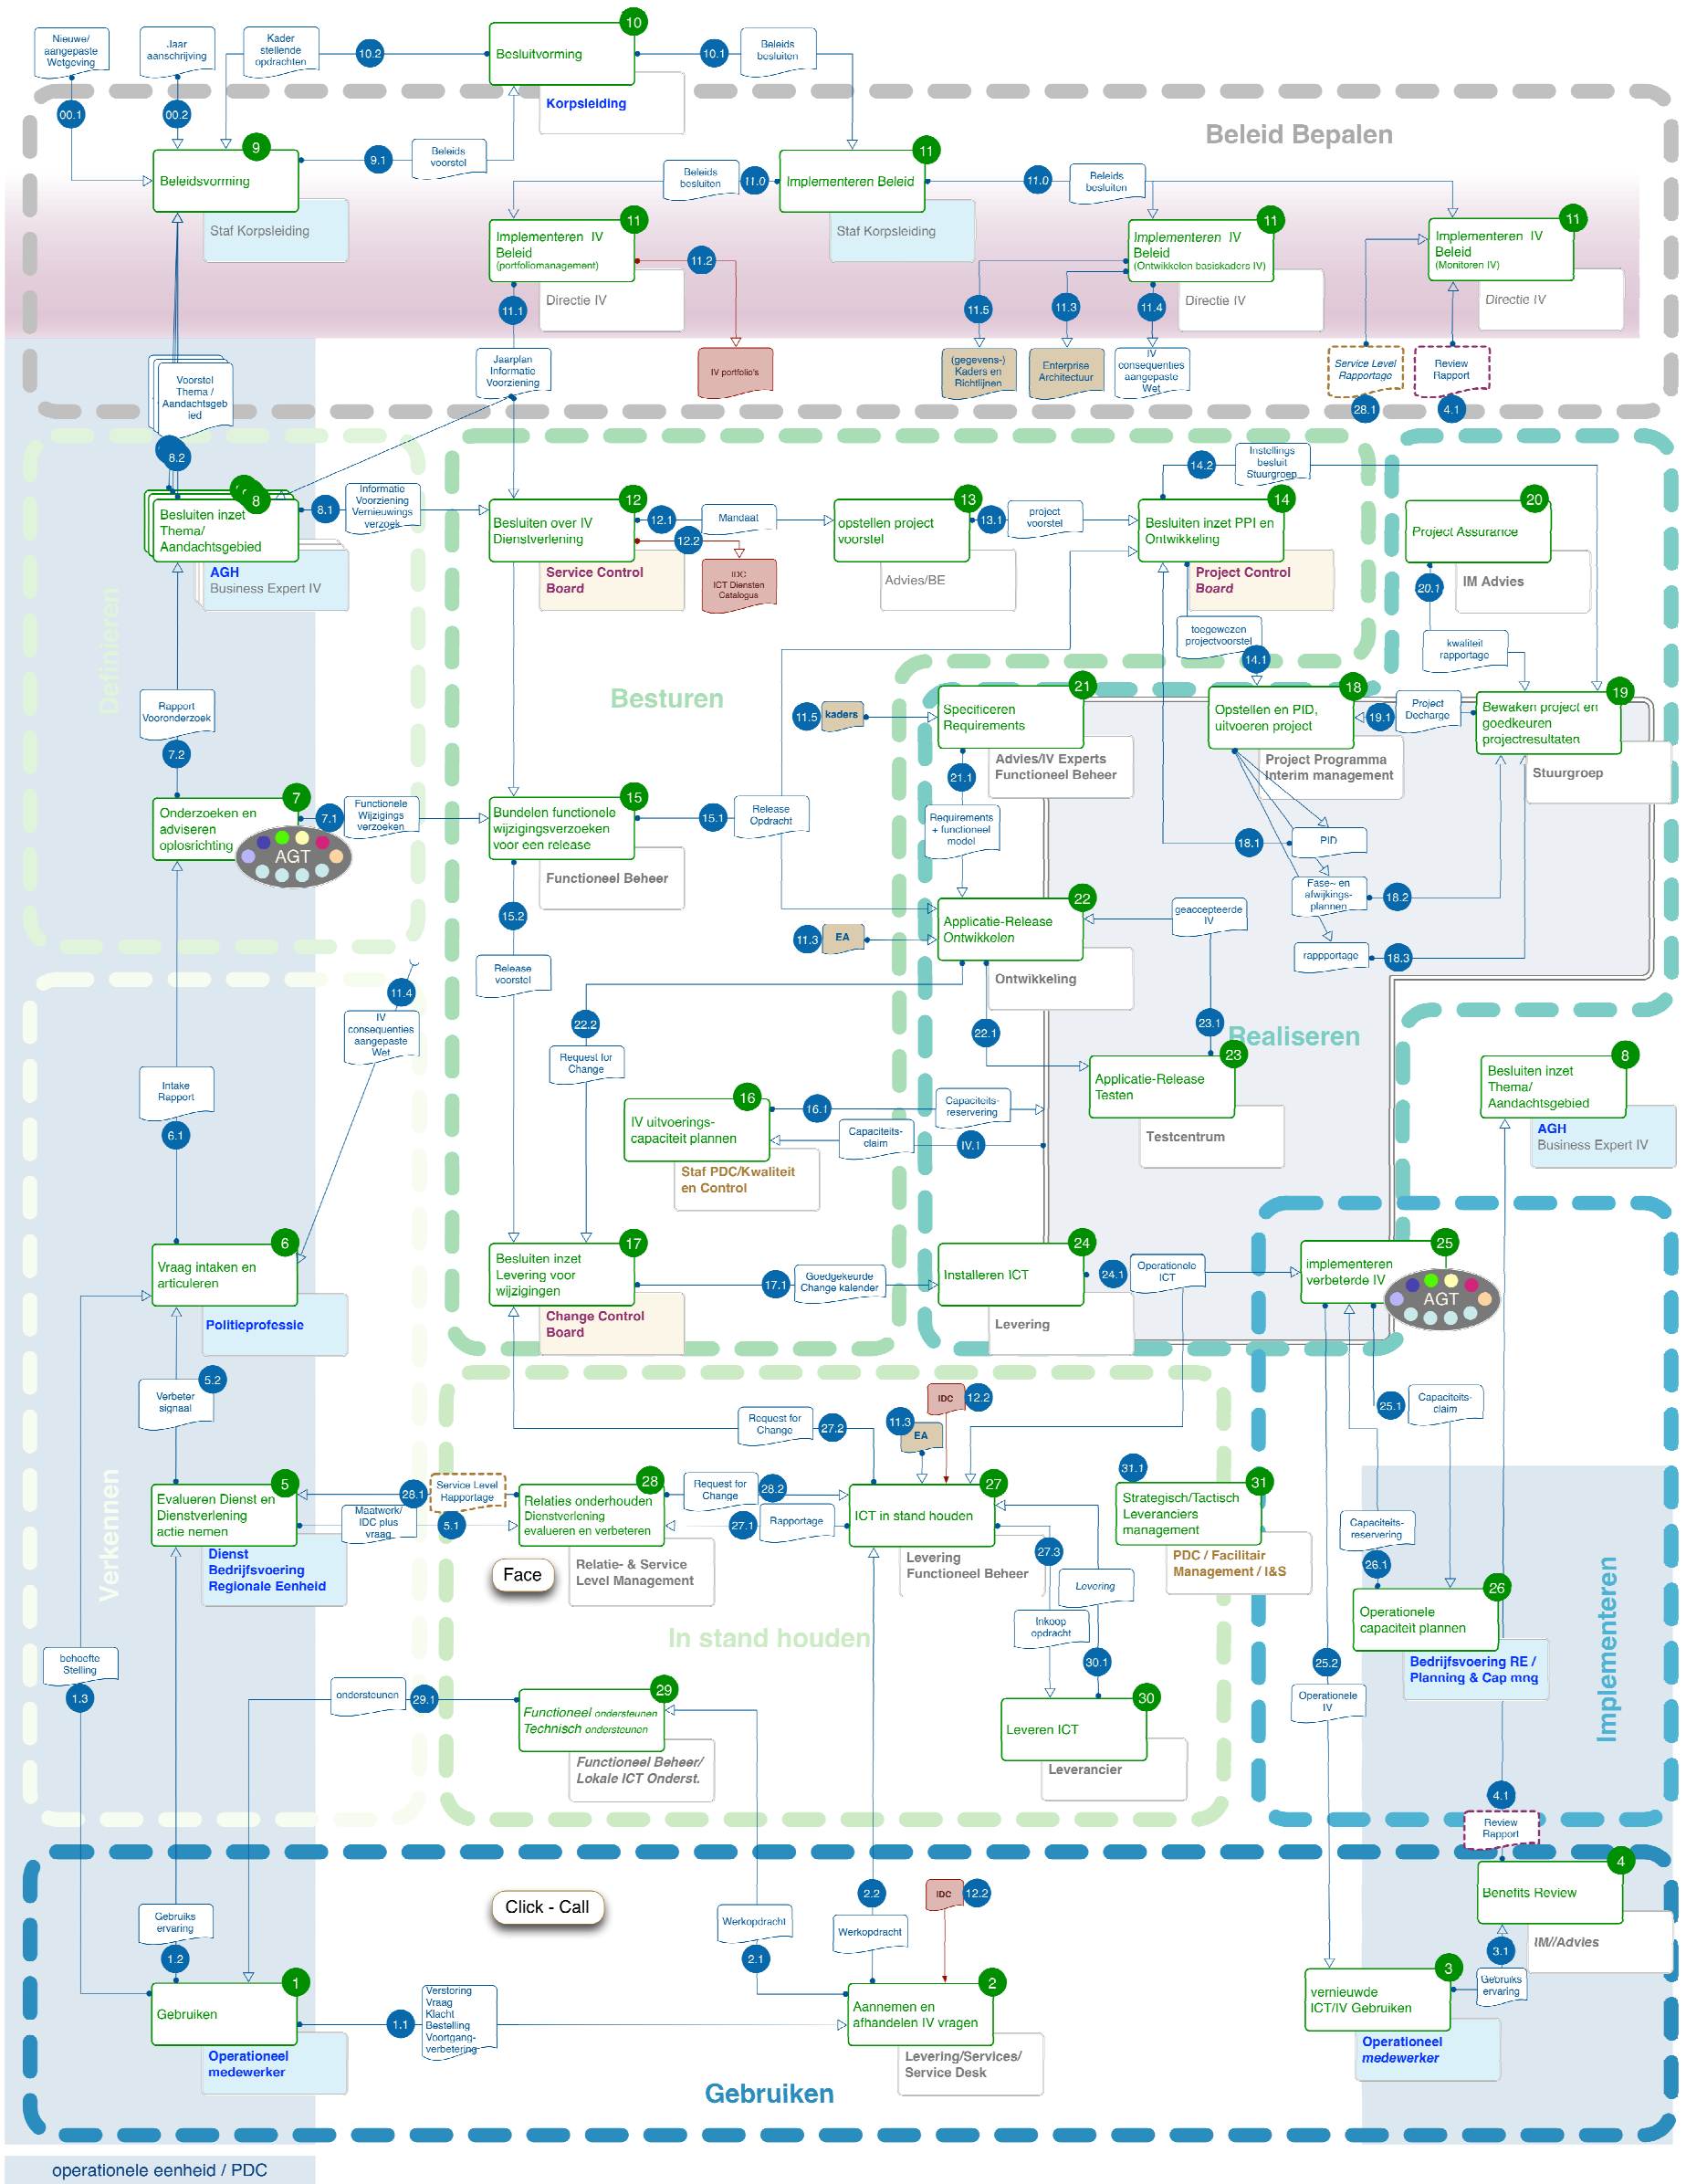 Nieuwe/
aangepaste
Wetgeving
00.1
Jaar
aanschrijving
00.2
Kader
stellende
opdrachten
10.2
10
Besluitvorming
Korpsleiding
10.1
Beleids
besluiten
Beleid Bepalen
9
Beleidsvorming
Staf Korpsleiding
9.1
Beleids
voorstel
Beleids
besluiten
11.0
11
Implementeren Beleid
Staf Korpsleiding
11.0
Beleids
besluiten
11
Implementeren IV
Beleid
(portfoliomanagement)
Directie IV
11.1
11.2
11
Implementeren IV
Beleid
(Ontwikkelen basiskaders IV)
Directie IV
11.5
11.3
11.4
11
Implementeren IV
Beleid
(Monitoren IV)
Directie IV
Voorstel
Thema /
Aandachtsgeb
ied
8.2
Jaarplan
Informatie
Voorziening
IV portfolio's
(gegevens-)
Kaders en
Richtlijnen
Enterprise
Architectuur
IV
consequenties
aangepaste
Wet
Service Level
Rapportage
28.1
Review
Rapport
4.1
Definieren
8
Besluiten inzet
Thema/
Aandachtsgebied
AGH
Business Expert IV
8.1
Informatie
Voorziening
Vernieuwings
verzoek
12
Besluiten over IV
Dienstverlening
Service Control
Board
12.1
Mandaat
12.2
IDC
ICT Diensten
Catalogus
13
opstellen project
voorstel
Advies/BE
13.1
project
voorstel
14.2
Instellings
besluit
Stuurgroep
14
Besluiten inzet PPI en
Ontwikkeling
Project Control
Board
toegewezen
projectvoorstel
14.1
20
Project Assurance
IM Advies
20.1
kwaliteit
rapportage
Besturen
Rapport
Vooronderzoek
7.2
11.5
kaders
21
Specificeren
Requirements
Advies/IV Experts
Functioneel Beheer
21.1
Requirements
+ functioneel
model
18
Opstellen en PID,
uitvoeren project
Project Programma
Interim management
19.1
Project
Decharge
19
Bewaken project en
goedkeuren
projectresultaten
Stuurgroep
7
Onderzoeken en
adviseren
oplosrichting
AGT
7.1
Functionele
Wijzigings
verzoeken
15
Bundelen functionele
wijzigingsverzoeken
voor een release
Functioneel Beheer
15.1
Release
Opdracht
15.2
Release
voorstel
18.1
PID
Fase- en
afwijkings-
plannen
18.2
rappportage
18.3
11.3
EA
22
Applicatie-Release
Ontwikkelen
Ontwikkeling
geaccepteerde
IV
23.1
22.1
22.2
Request for
Change
Realiseren
23
Applicatie-Release
Testen
Testcentrum
11.4
IV
consequenties
aangepaste
Wet
Intake
Rapport
6.1
16
IV uitvoerings-
capaciteit plannen
Staf PDC/Kwaliteit
en Control
16.1
Capaciteits-
reservering
Capaciteits-
claim
IV.1
8
Besluiten inzet
Thema/
Aandachtsgebied
AGH
Business Expert IV
6
Vraag intaken en
articuleren
Politieprofessie
17
Besluiten inzet
Levering voor
wijzigingen
Change Control
Board
17.1
Goedgekeurde
Change kalender
24
Installeren ICT
Levering
24.1
Operationele
ICT
25
implementeren
verbeterde IV
AGT
5.2
Verbeter
signaal
Request for
Change
27.2
11.3
EA
IDC
12.2
25.1
Capaciteits-
claim
Verkennen
5
Evalueren Dienst en
Dienstverlening
actie nemen
Dienst
Bedrijfsvoering
Regionale Eenheid
28.1
Service Level
Rapportage
Maatwerk/
IDC plus
vraag
5.1
28
Relaties onderhouden
Dienstverlening
evalueren en verbeteren
Relatie- & Service
Level Management
Face
Request for
Change
28.2
27.1
Rapportage
27
ICT in stand houden
Levering
Functioneel Beheer
27.3
Levering
Inkoop
opdracht
30.1
31.1
31
Strategisch/Tactisch
Leveranciers
management
PDC / Facilitair
Management / I&S
Capaciteits-
reservering
26.1
26
Operationele
capaciteit plannen
Bedrijfsvoering RE /
Planning & Cap mng
Implementeren
In stand houden
behoefte
Stelling
1.3
ondersteunen
29.1
29
Functioneel ondersteunen
Technisch ondersteunen
Functioneel Beheer/
Lokale ICT Onderst.
30
Leveren ICT
Leverancier
25.2
Operationele
IV
4.1
Review
Rapport
Gebruiks
ervaring
1.2
Click - Call
Werkopdracht
2.1
2.2
Werkopdracht
IDC
12.2
4
Benefits Review
IM//Advies
3.1
Gebruiks
ervaring
1
Gebruiken
Operationeel
medewerker
1.1
Verstoring
Vraag
Klacht
Bestelling
Voortgang-
verbetering
2
Aannemen en
afhandelen IV vragen
Levering/Services/
Service Desk
3
vernieuwde
ICT/IV Gebruiken
Operationeel
medewerker
Gebruiken
operationele eenheid / PDC